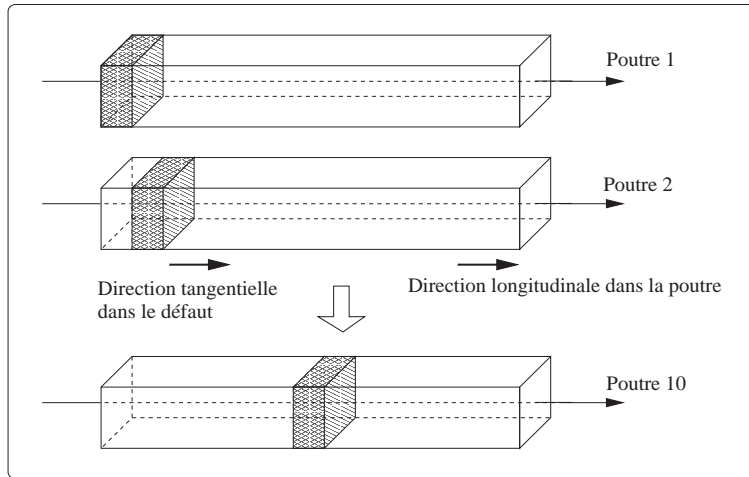 Poutre 1
Poutre 2
Direction tangentielle
dans le défaut
Direction longitudinale dans la poutre
Poutre 10